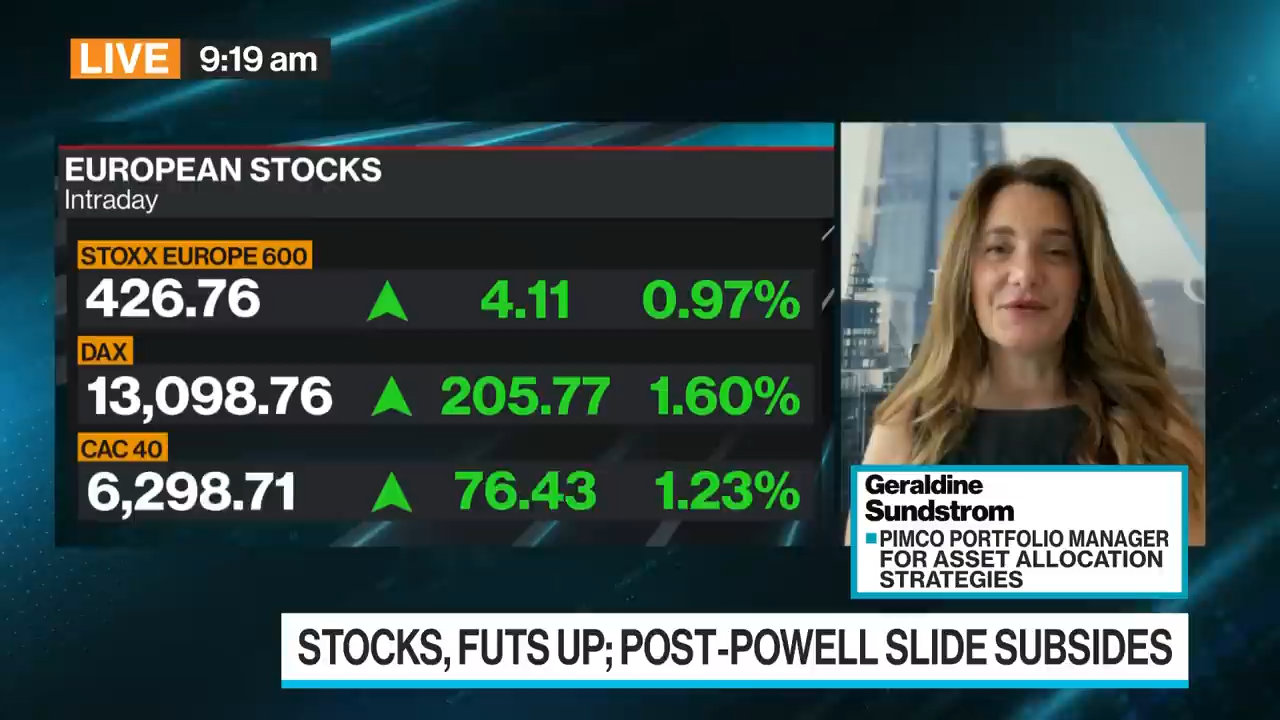 LIVE 9:19 am
EUROPEAN STOCKS
Intraday
STOXX EUROPE 600
426.76 ▲ 4.11 0.97%
DAX
13,098.76 ▲ 205.77 1.60%
CAC 40
6,298.71 ▲ 76.43 1.23%
Geraldine
Sundstrom
PIMCO PORTFOLIO MANAGER
FOR ASSET ALLOCATION
STRATEGIES
STOCKS, FUTS UP; POST-POWELL SLIDE SUBSIDES